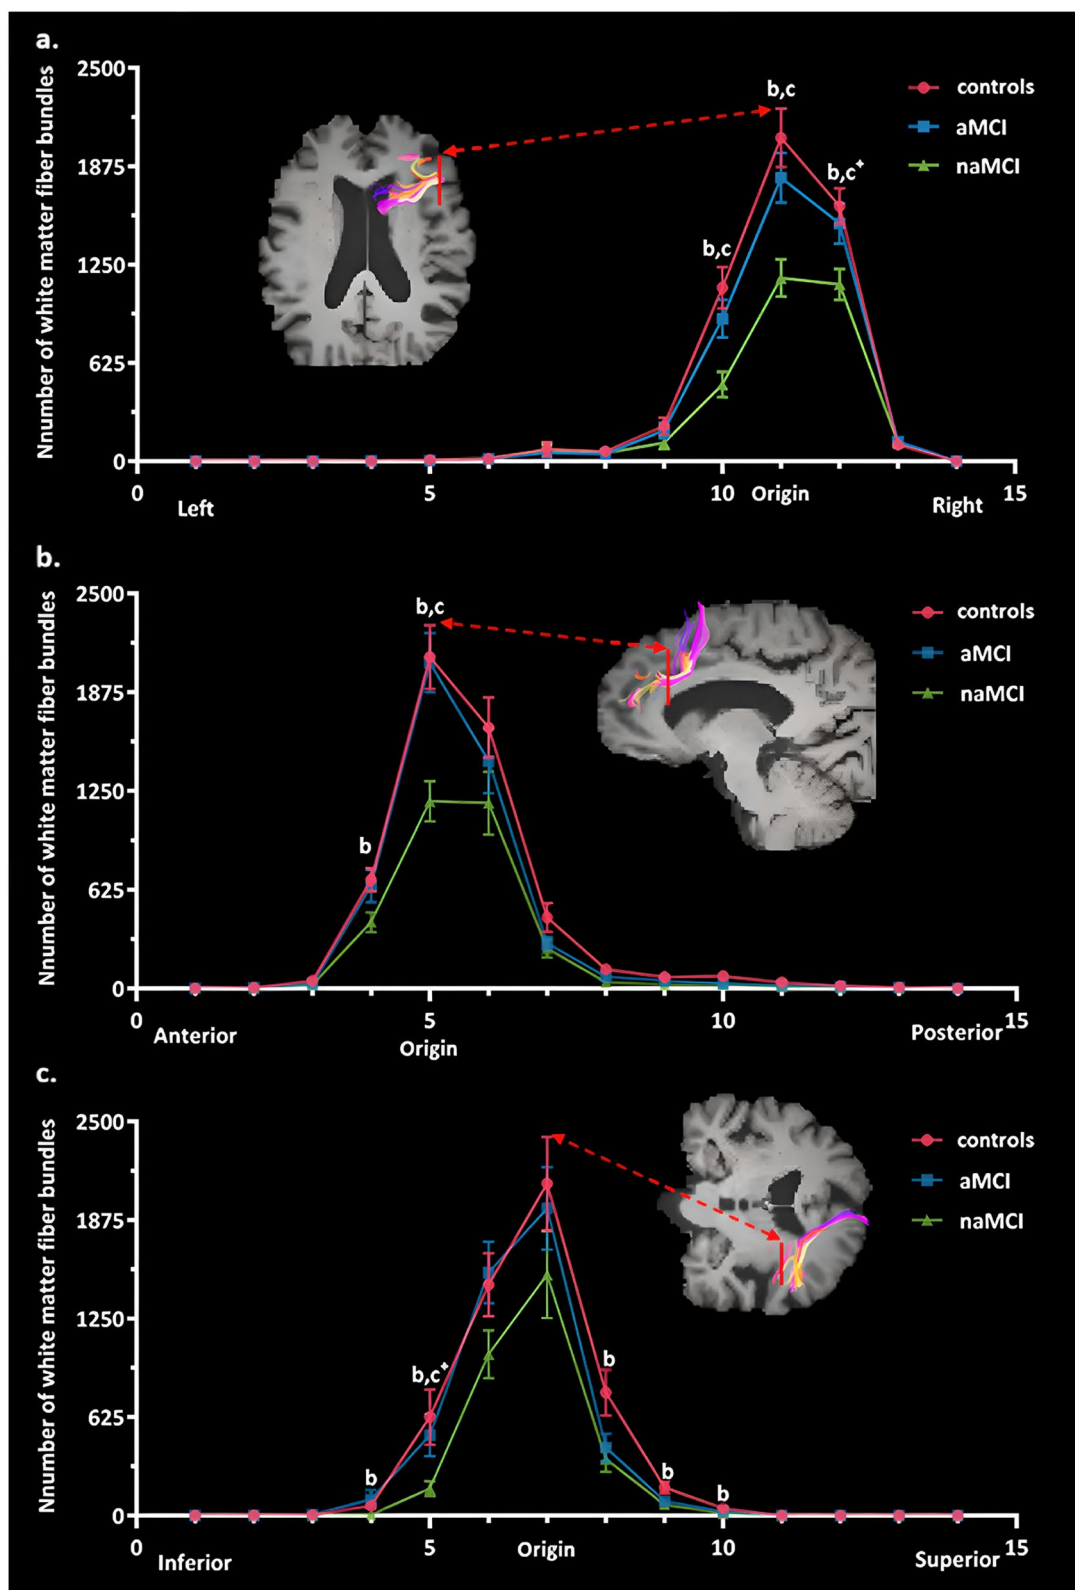 a.
Nnumber of white matter fiber bundles
2500
1875
1250
625
0
b,c
b,c
b,c*
controls
aMCI
naMCI
0 5 10 15
Left Origin Right
b.
Nnumber of white matter fiber bundles
2500
1875
1250
625
0
b
b,c
controls
aMCI
naMCI
0 5 10 15
Anterior Origin Posterior
c.
Nnumber of white matter fiber bundles
2500
1875
1250
625
0
b
b,c*
b
b
b
controls
aMCI
naMCI
0 5 10 15
Inferior Origin Superior